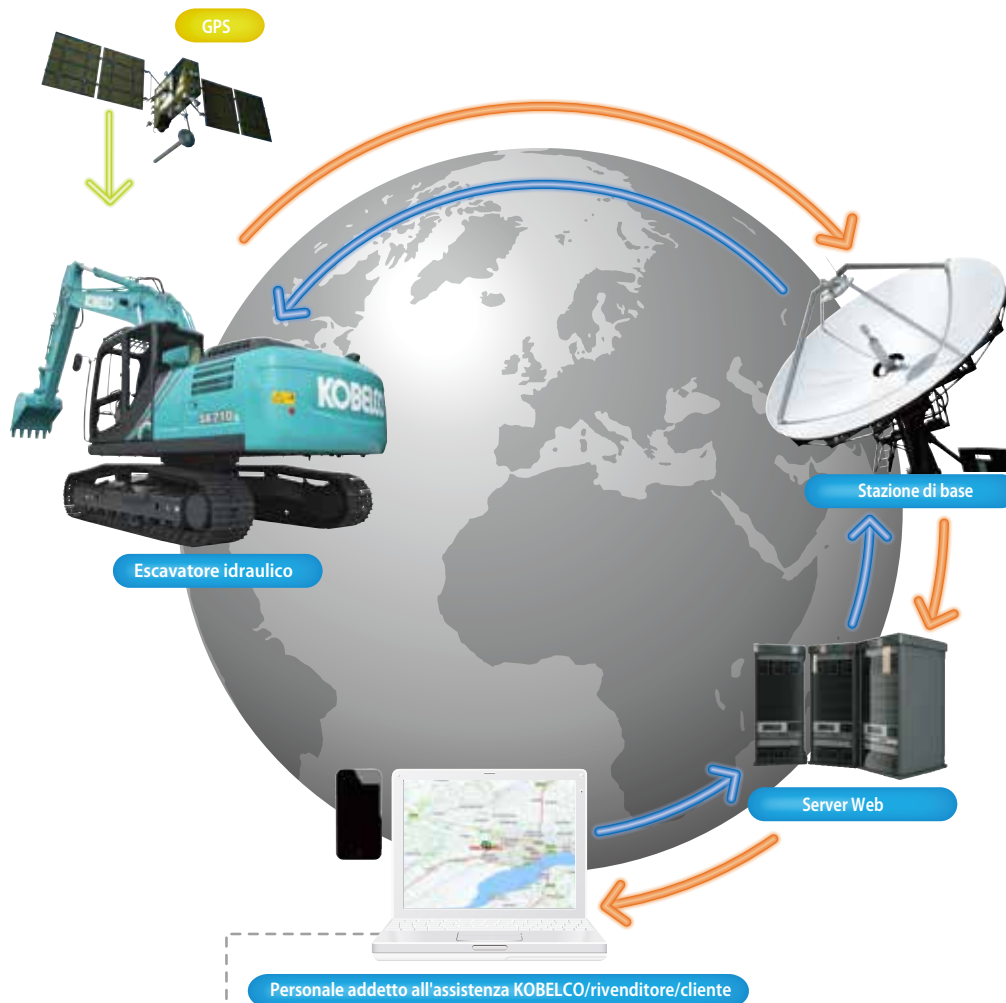 GPS
KOBELCO
KOBELCO
SK210
Stazione di base
Escavatore idraulico
Server Web
Personale addetto all'assistenza KOBELCO/rivenditore/cliente